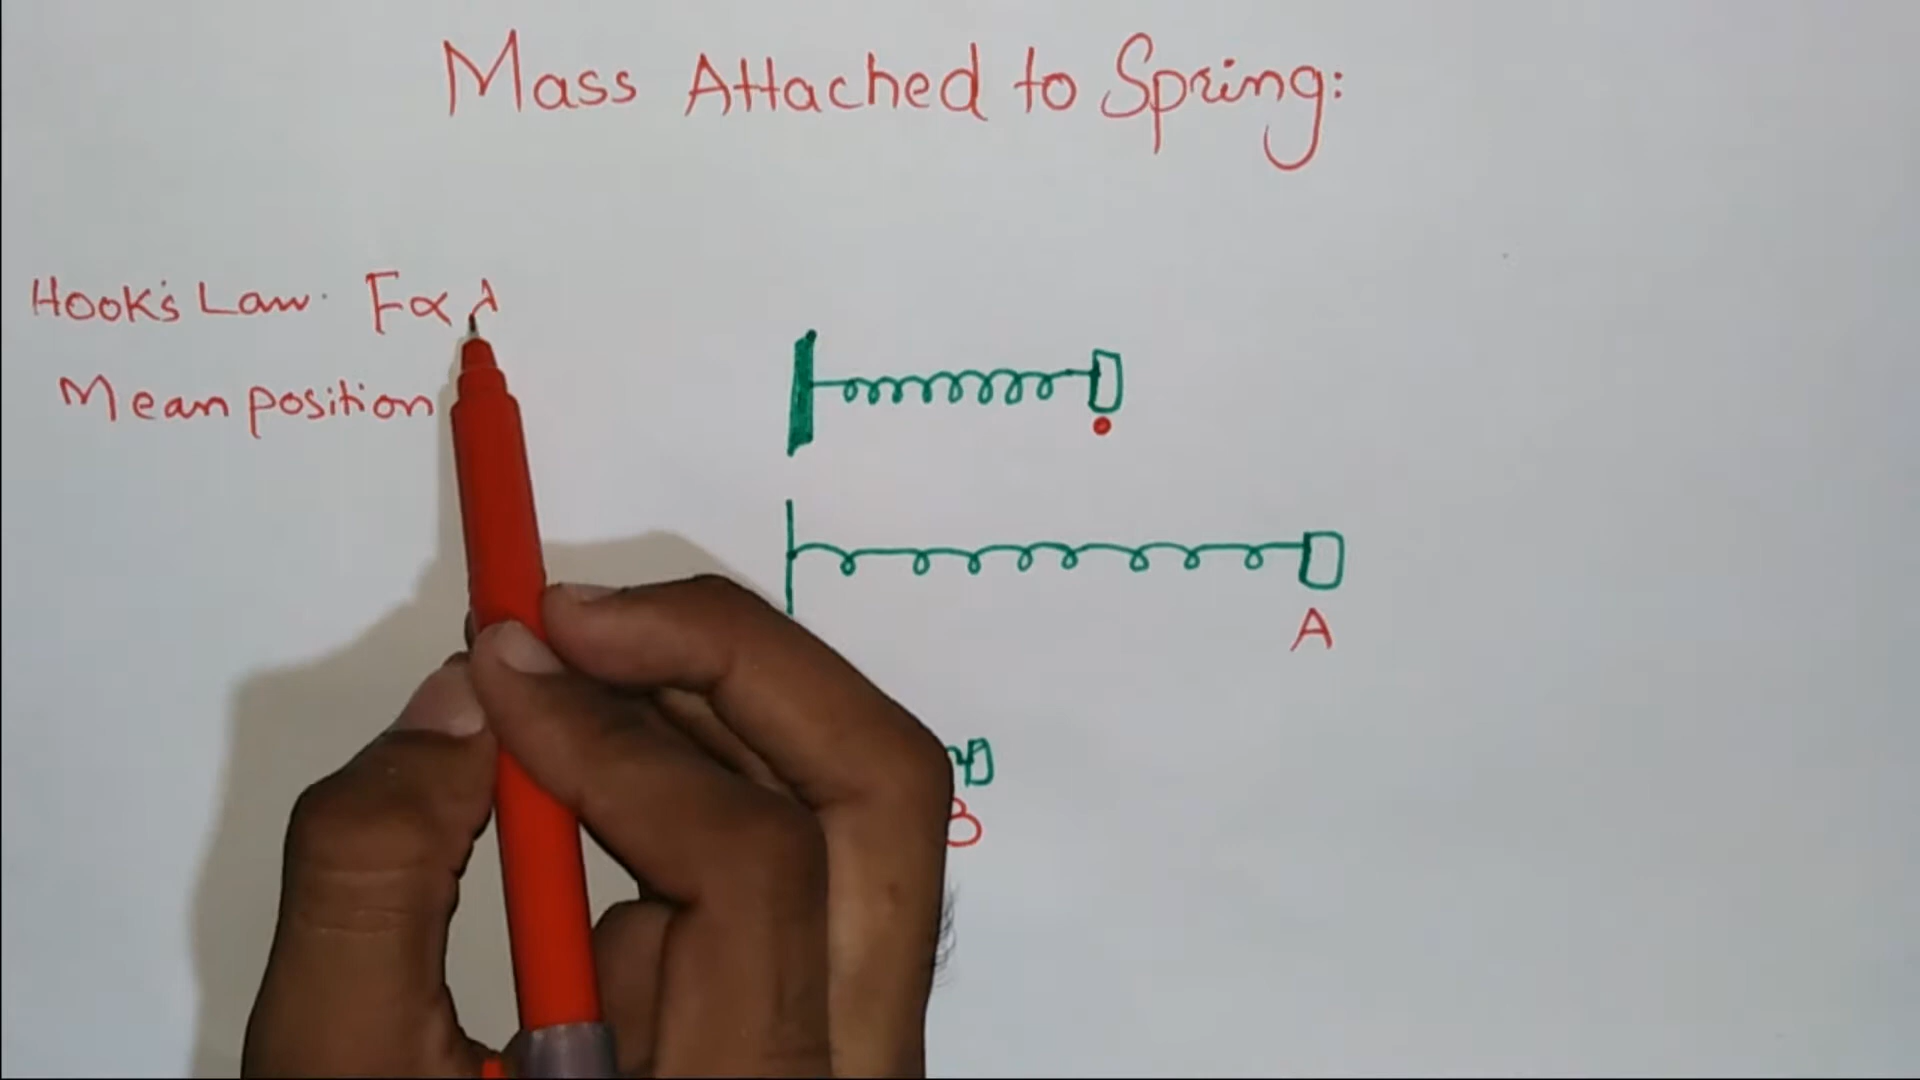 Mass Attached to Spring:
Hook's Law. F∝
Mean position
A
B